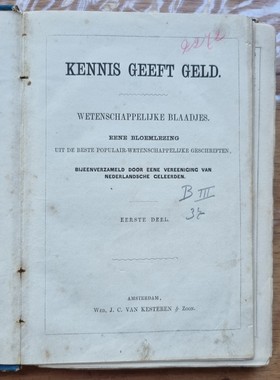 KENNIS GEEFT GELD.
WETENSCHAPPELIJKE BLAADJES.
EENE BLOEMLEZING
UIT DE BESTE POPULAIR-WETENSCHAPPELIJKE GESCHRIFTEN,
BIJEENVERZAMELD DOOR EENE VEREENIGING VAN
NEDERLANDSCHE GELEERDEN.
B III
EERSTE DEEL.
AMSTERDAM,
WED. J. C. VAN KESTEREN & ZOON.